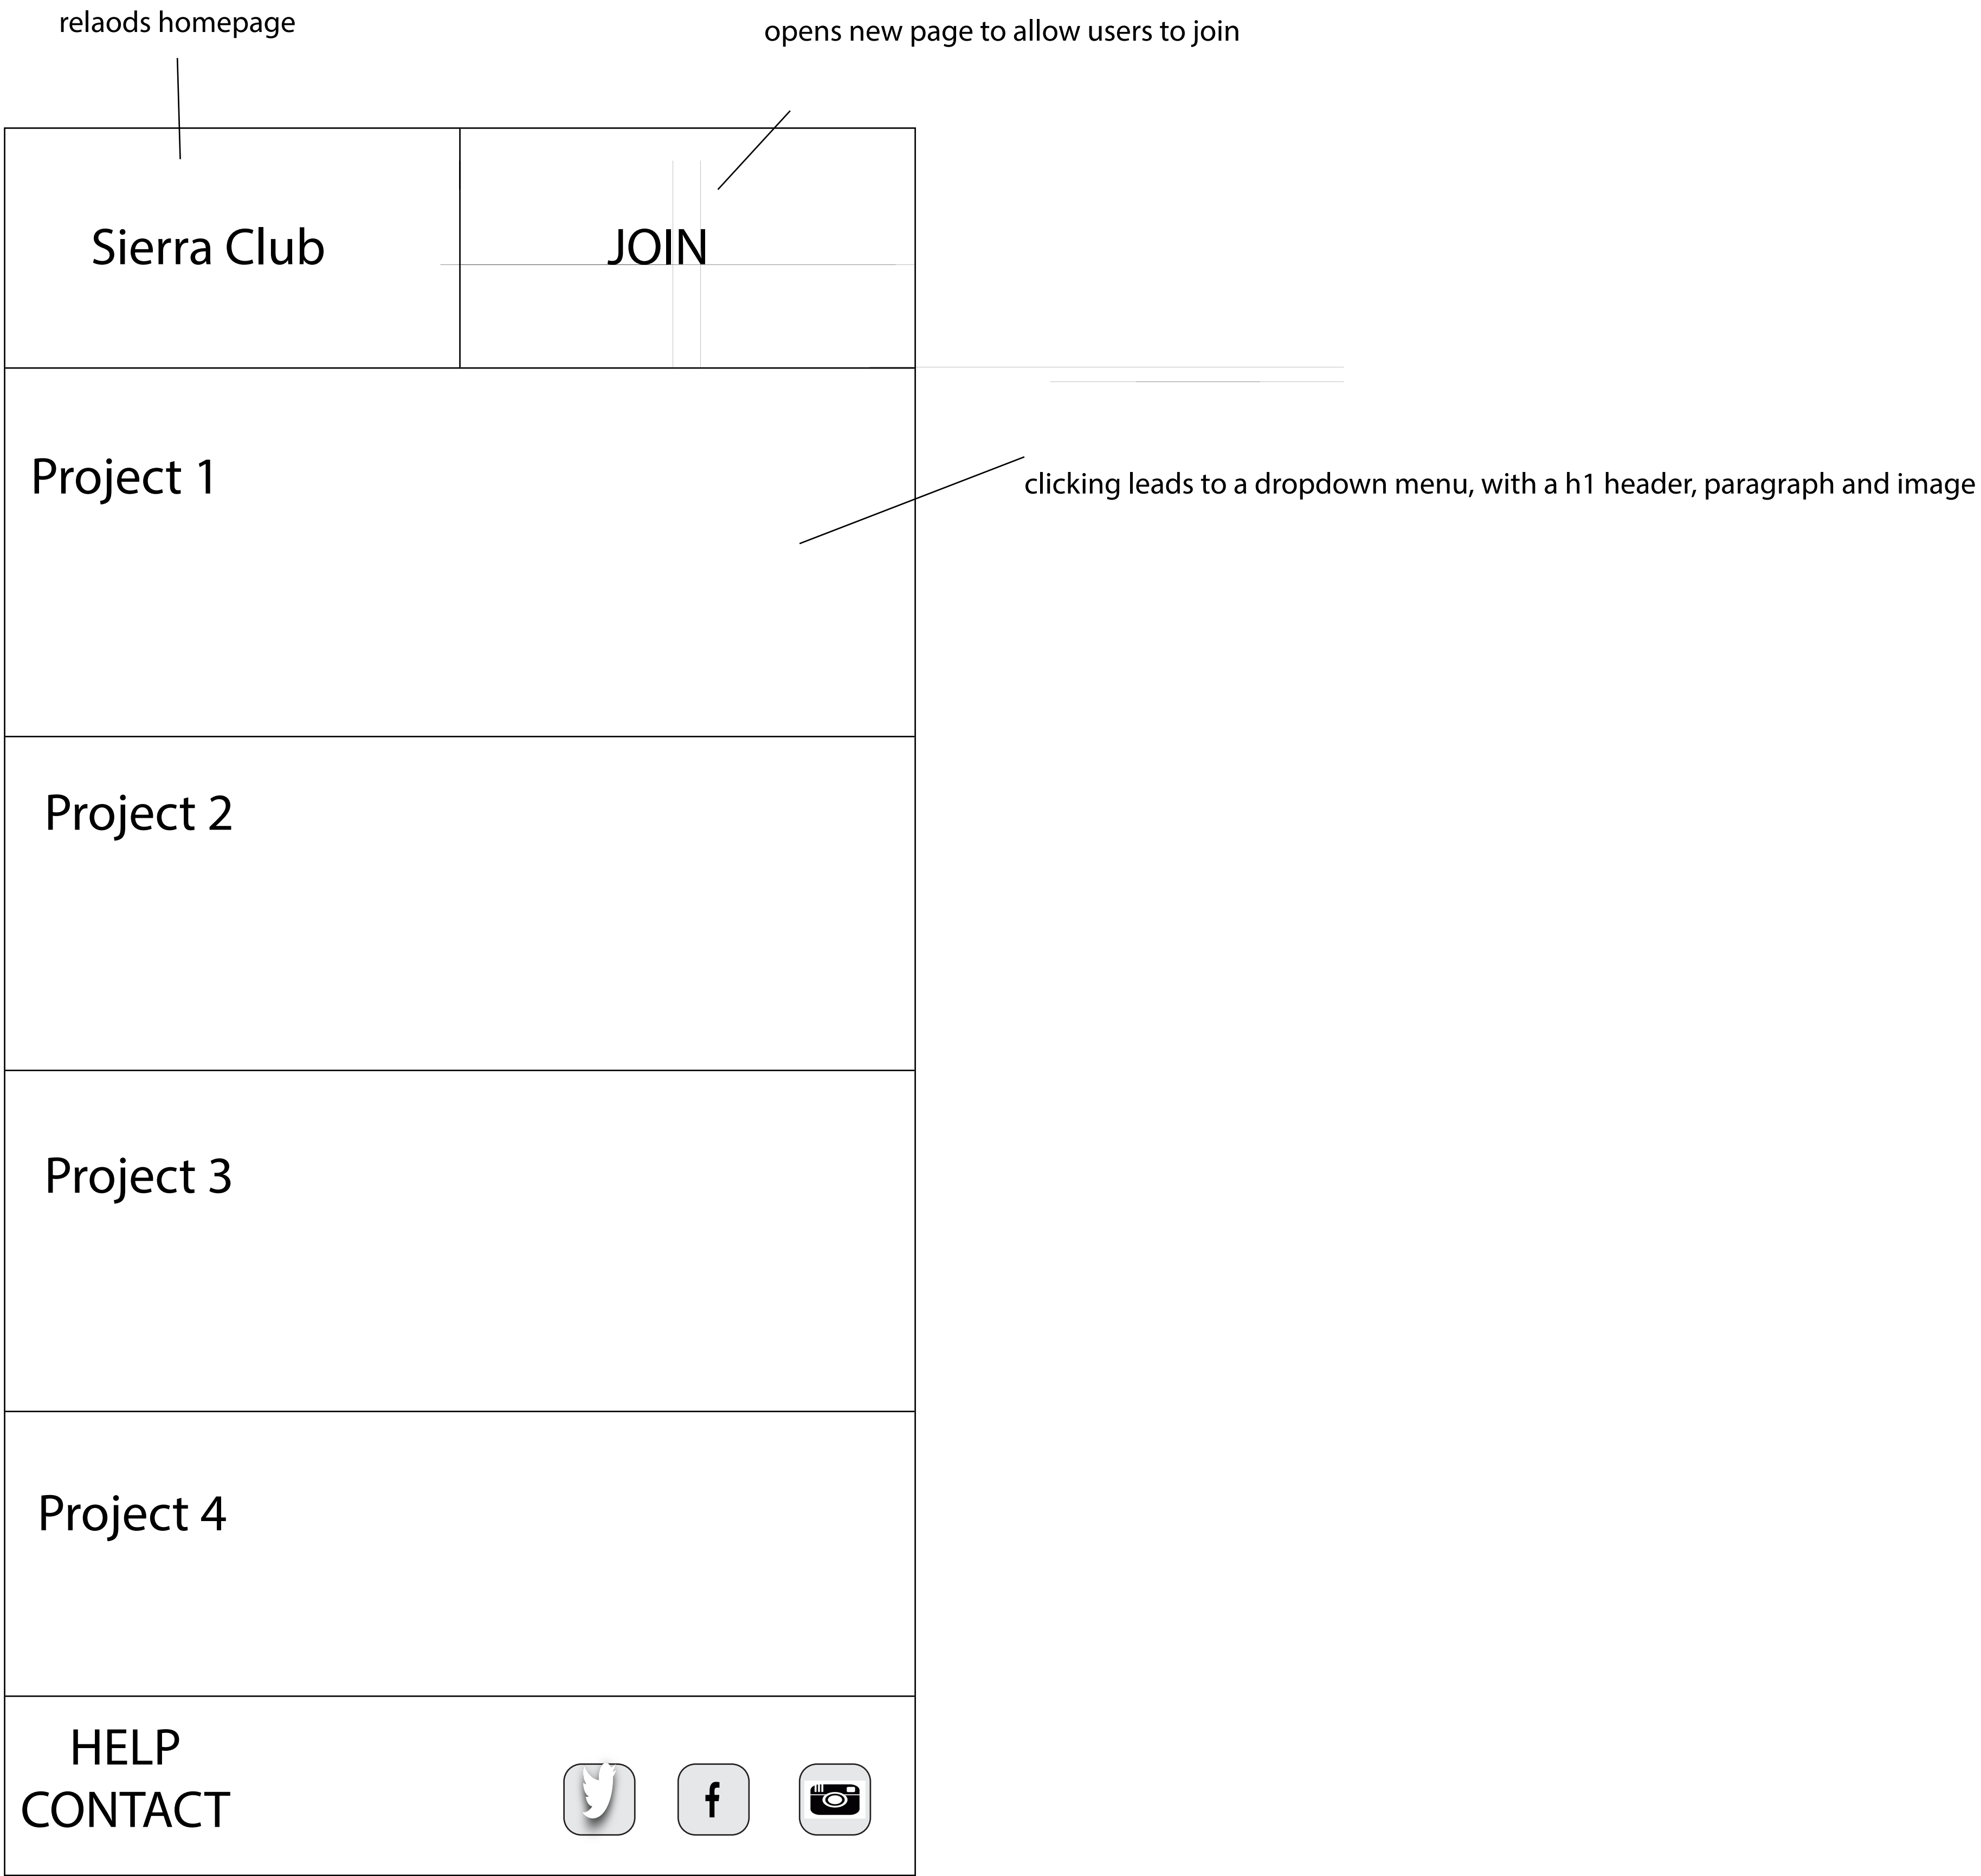 relaods homepage
opens new page to allow users to join
Sierra Club
JOIN
Project 1
clicking leads to a dropdown menu, with a h1 header, paragraph and image
Project 2
Project 3
Project 4
HELP
CONTACT
f